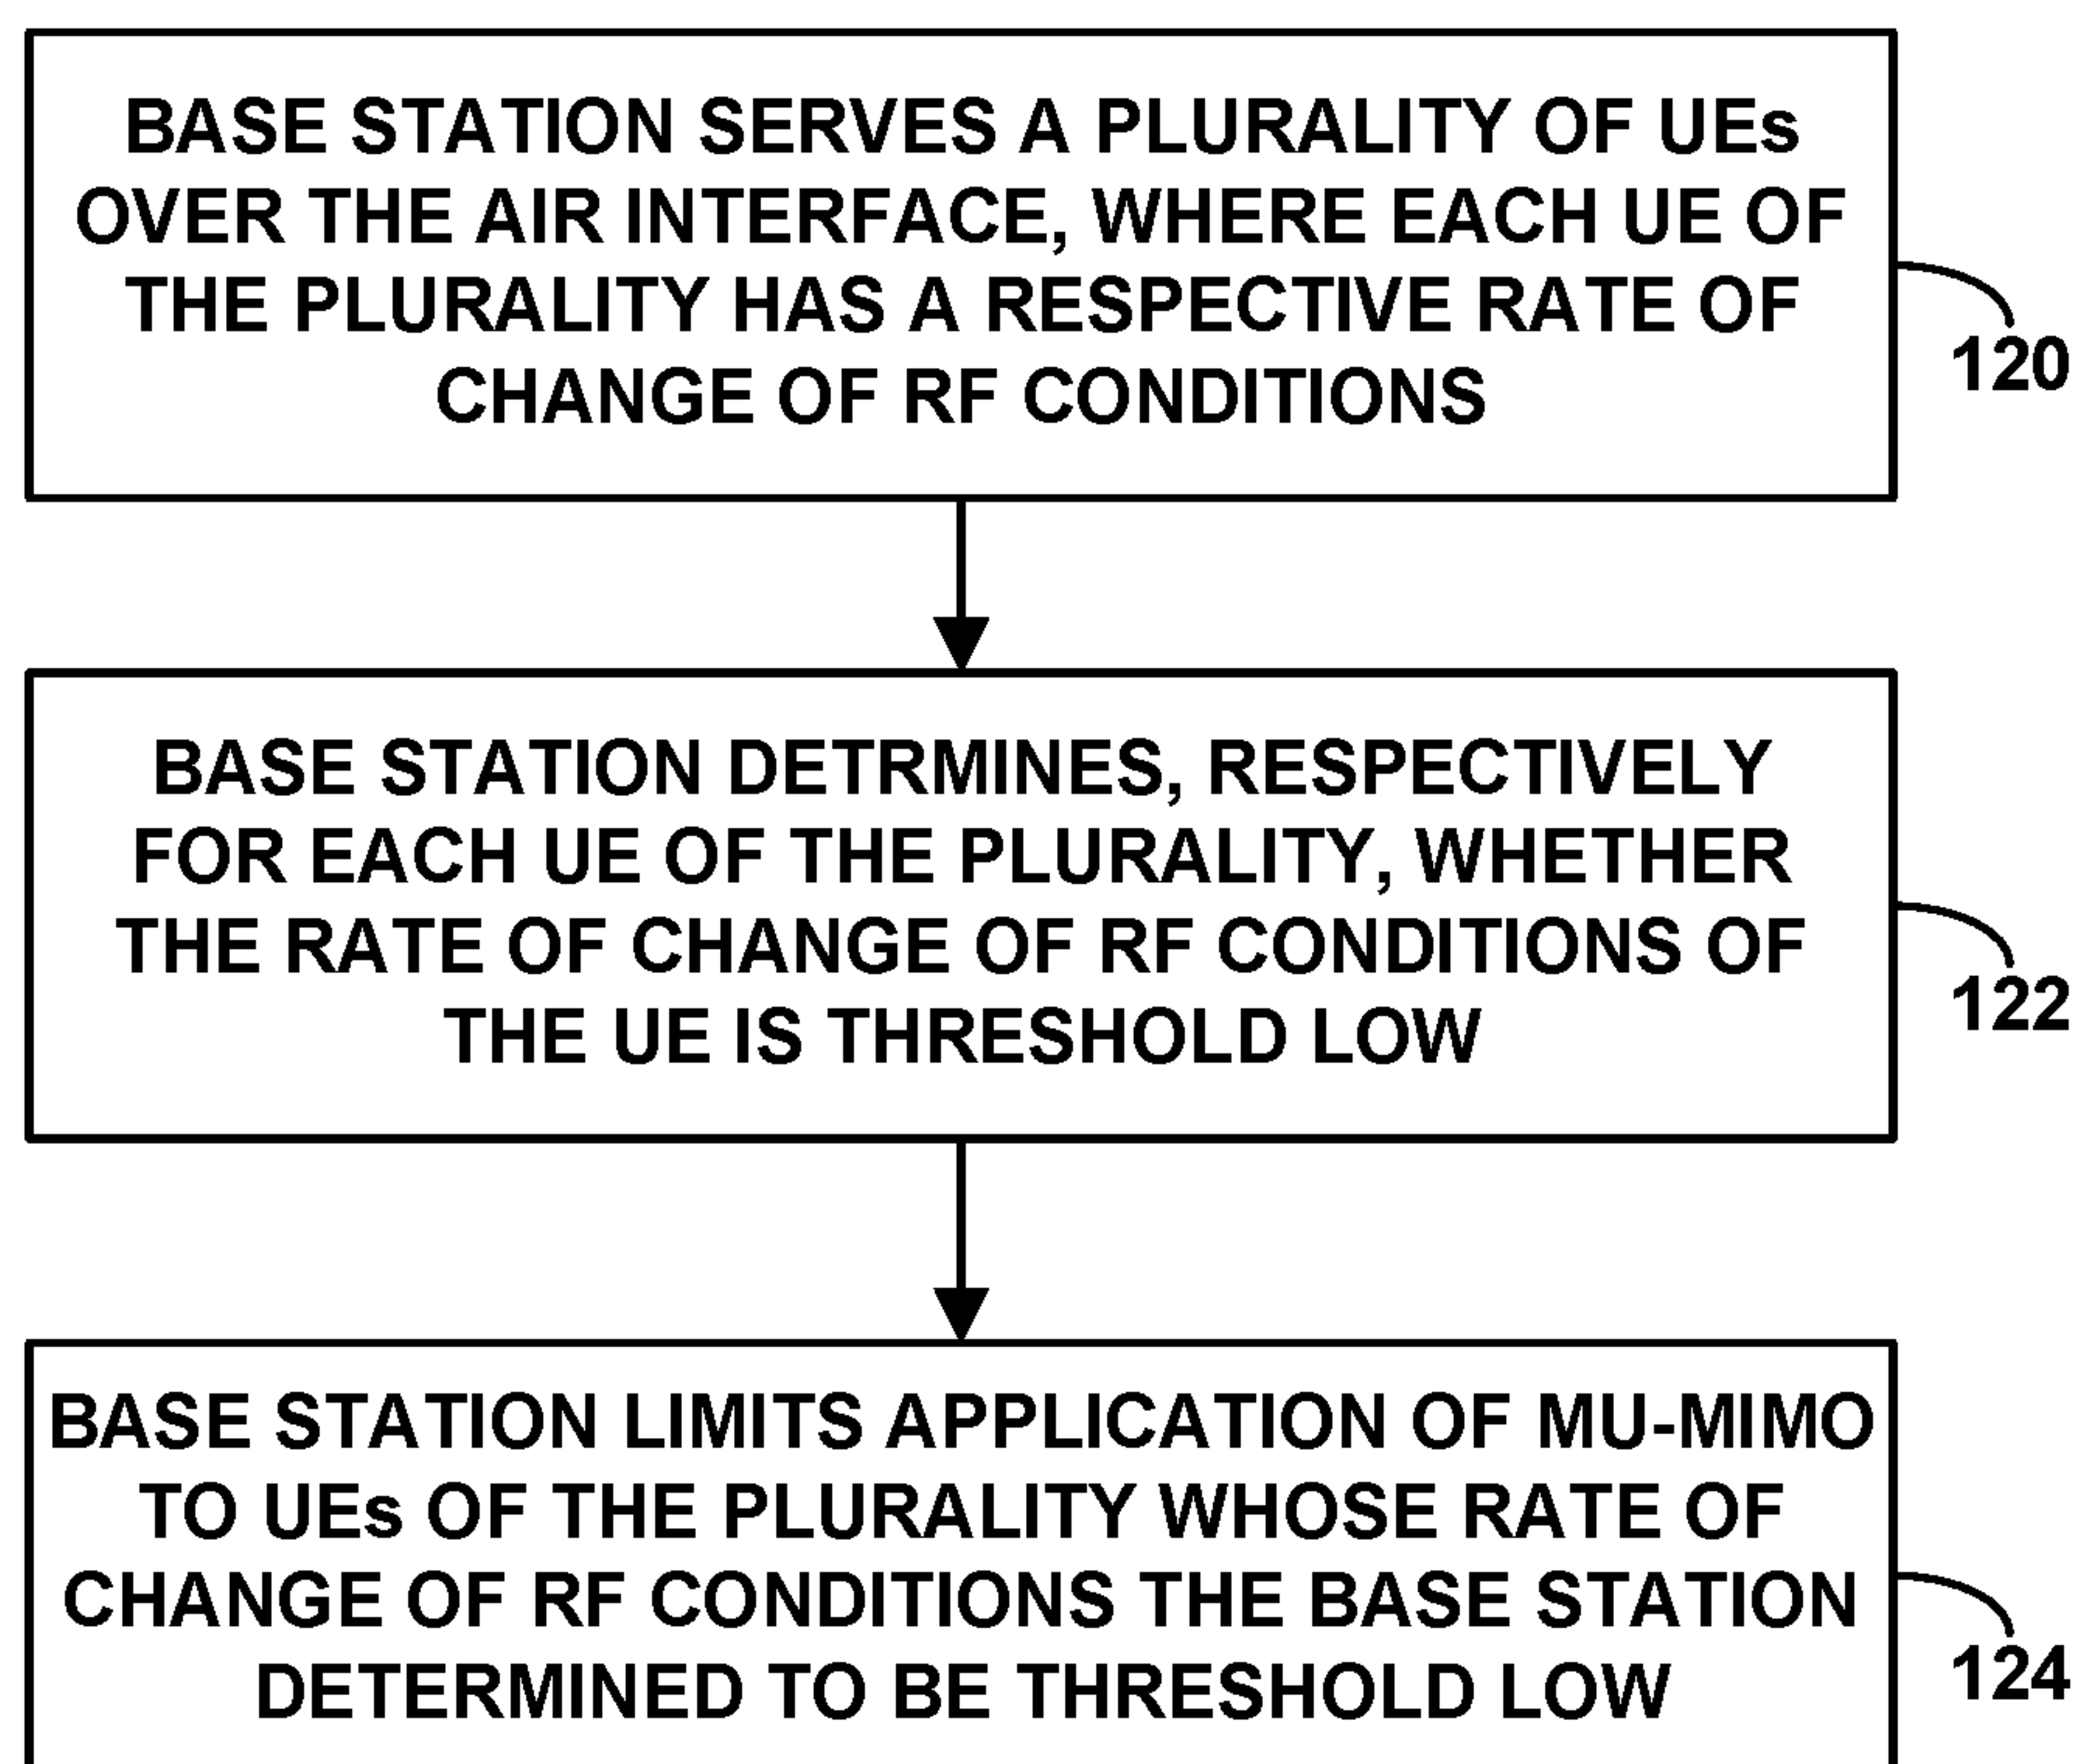 BASE STATION SERVES A PLURALITY OF UEs
OVER THE AIR INTERFACE, WHERE EACH UE OF
THE PLURALITY HAS A RESPECTIVE RATE OF
CHANGE OF RF CONDITIONS
120
BASE STATION DETRMINES, RESPECTIVELY
FOR EACH UE OF THE PLURALITY, WHETHER
THE RATE OF CHANGE OF RF CONDITIONS OF
THE UE IS THRESHOLD LOW
122
BASE STATION LIMITS APPLICATION OF MU-MIMO
TO UEs OF THE PLURALITY WHOSE RATE OF
CHANGE OF RF CONDITIONS THE BASE STATION
DETERMINED TO BE THRESHOLD LOW
124